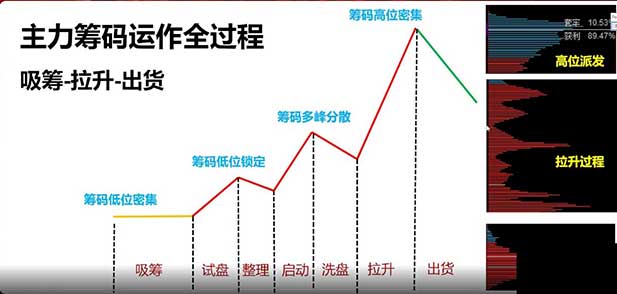 主力筹码运作全过程
吸筹-拉升-出货
筹码高位密集
筹码多峰分散
筹码低位锁定
筹码低位密集
吸筹
试盘
整理
启动
洗盘
拉升
出货
套牢 10.53%
获利 89.47%
高位派发
拉升过程